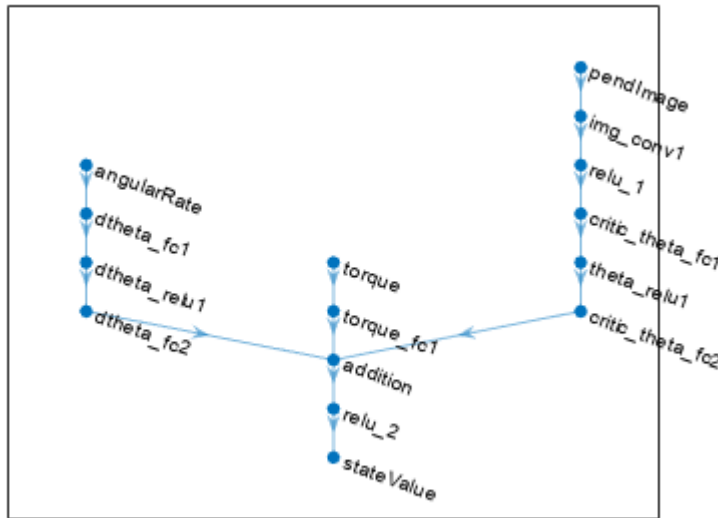 pendImage
img_conv1
relu_1
critic_theta_fc1
theta_relu1
critic_theta_fc2
angularRate
dtheta_fc1
dtheta_relu1
dtheta_fc2
torque
torque_fc1
addition
relu_2
stateValue